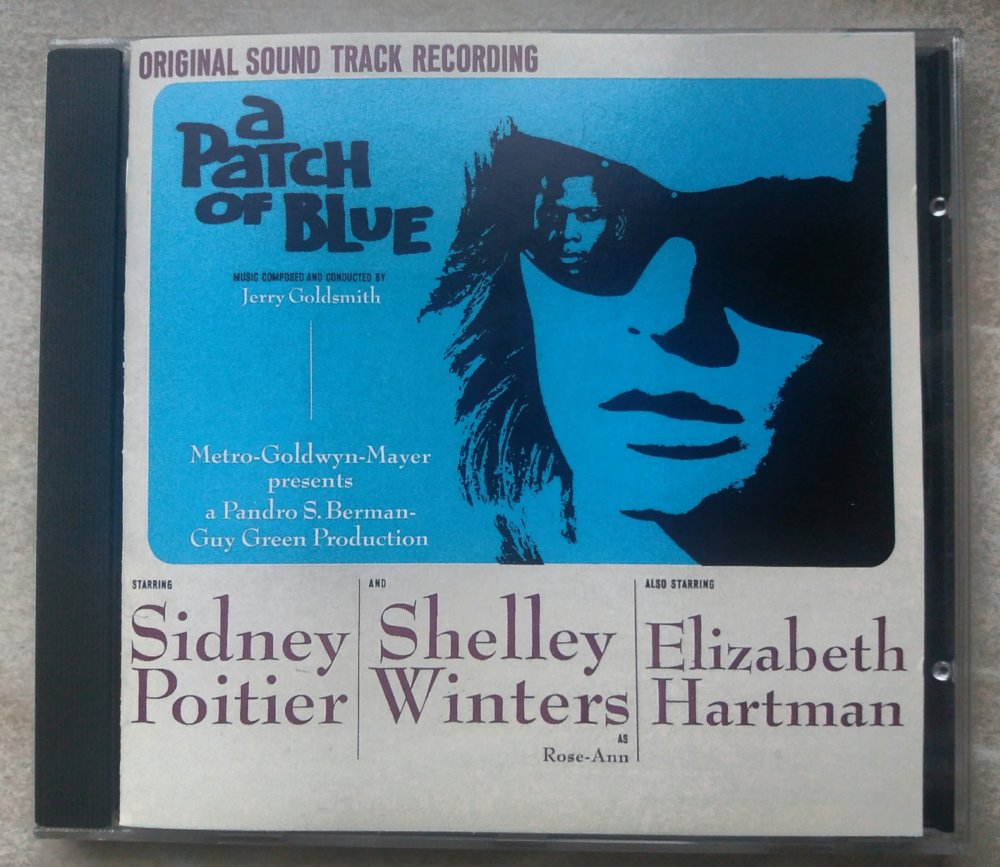 ORIGINAL SOUND TRACK RECORDING
a
PATCH
OF BLUE
MUSIC COMPOSED AND CONDUCTED BY
Jerry Goldsmith
Metro-Goldwyn-Mayer
presents
a Pandro S. Berman-
Guy Green Production
STARRING
Sidney
Poitier
AND
Shelley
Winters
AS
Rose-Ann
ALSO STARRING
Elizabeth
Hartman